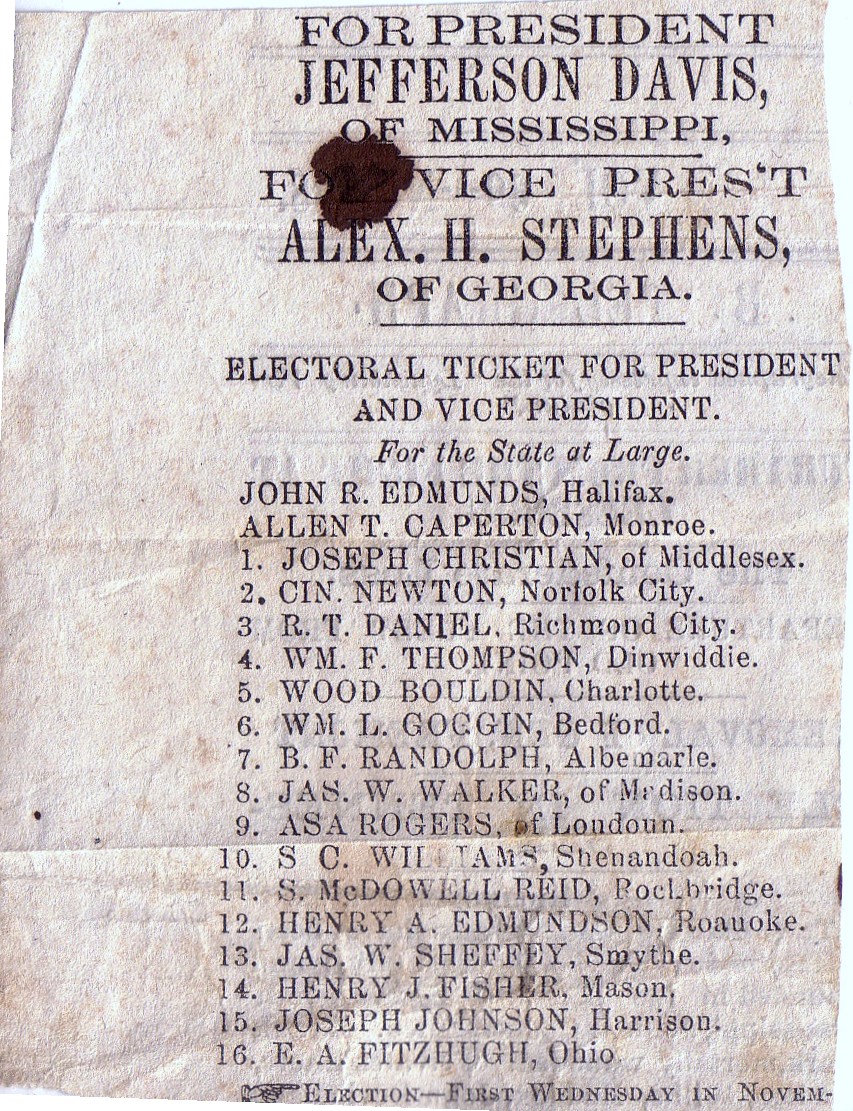 FOR PRESIDENT
JEFFERSON DAVIS,
OF MISSISSIPPI,
FOR VICE PRES'T
ALEX. H. STEPHENS,
OF GEORGIA.
ELECTORAL TICKET FOR PRESIDENT
AND VICE PRESIDENT.
For the State at Large.
JOHN R. EDMUNDS, Halifax.
ALLEN T. CAPERTON, Monroe.
1. JOSEPH CHRISTIAN, of Middlesex.
2. CIN. NEWTON, Norfolk City.
3. R. T. DANIEL, Richmond City.
4. WM. F. THOMPSON, Dinwiddie.
5. WOOD BOULDIN, Charlotte.
6. WM. L. GOGGIN, Bedford.
7. B. F. RANDOLPH, Albemarle.
8. JAS. W. WALKER, of Madison.
9. ASA ROGERS, of Loudoun.
10. S C. WILLIAMS, Shenandoah.
11. S. McDOWELL REID, Rockbridge.
12. HENRY A. EDMUNDSON, Roauoke.
13. JAS. W. SHEFFEY, Smythe.
14. HENRY J. FISHER, Mason.
15. JOSEPH JOHNSON, Harrison.
16. E. A. FITZHUGH, Ohio.
☞ ELECTION—FIRST WEDNESDAY IN NOVEM-